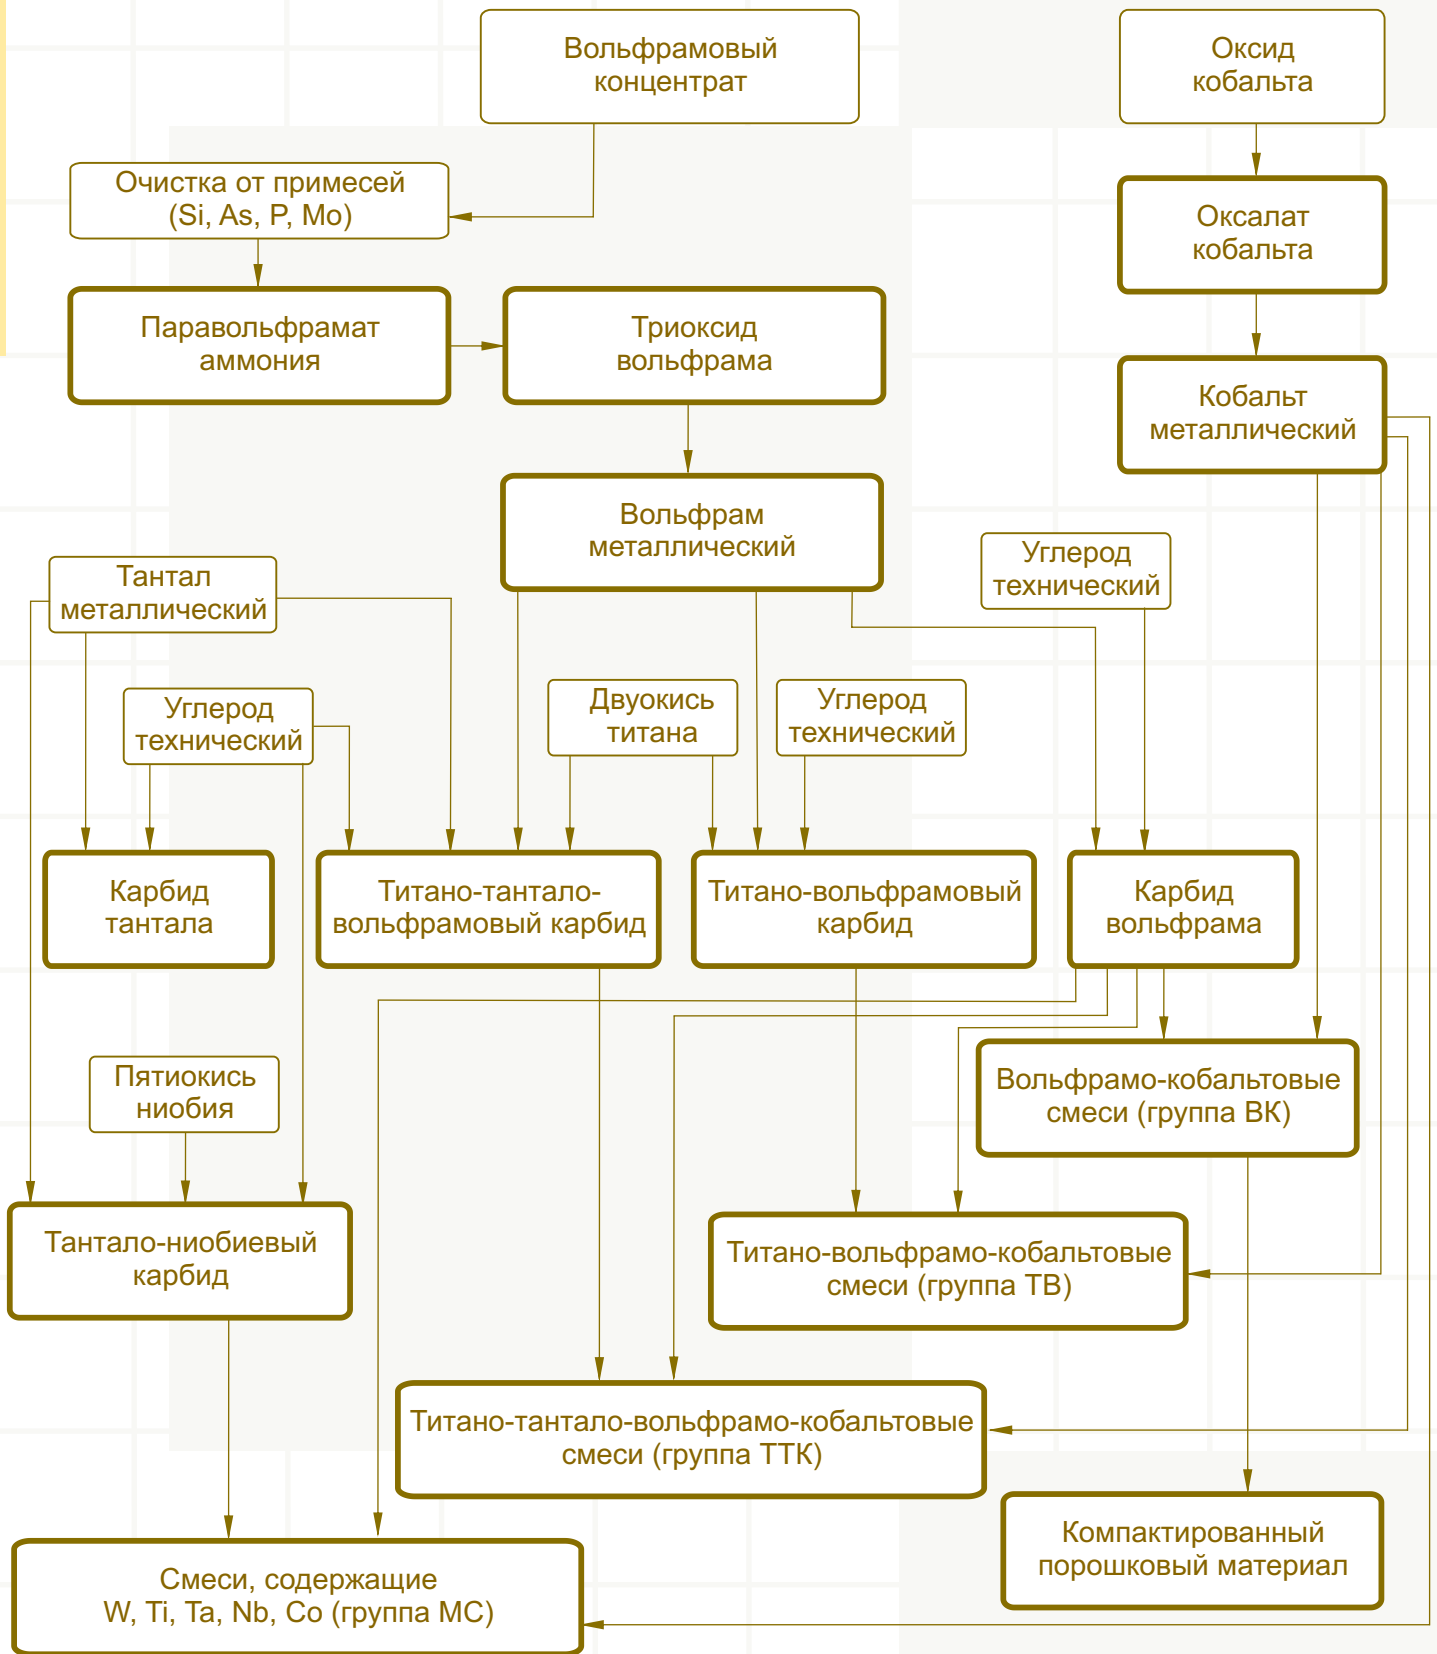 Вольфрамовый
концентрат
Оксид
кобальта
Очистка от примесей
(Si, As, P, Mo)
Оксалат
кобальта
Паравольфрамат
аммония
Триоксид
вольфрама
Кобальт
металлический
Вольфрам
металлический
Углерод
технический
Тантал
металлический
Углерод
технический
Двуокись
титана
Углерод
технический
Карбид
тантала
Титано-тантало-
вольфрамовый карбид
Титано-вольфрамовый
карбид
Карбид
вольфрама
Пятиокись
ниобия
Вольфрамо-кобальтовые
смеси (группа ВК)
Тантало-ниобиевый
карбид
Титано-вольфрамо-кобальтовые
смеси (группа ТВ)
Титано-тантало-вольфрамо-кобальтовые
смеси (группа ТТК)
Компактированный
порошковый материал
Смеси, содержащие
W, Ti, Ta, Nb, Co (группа МС)